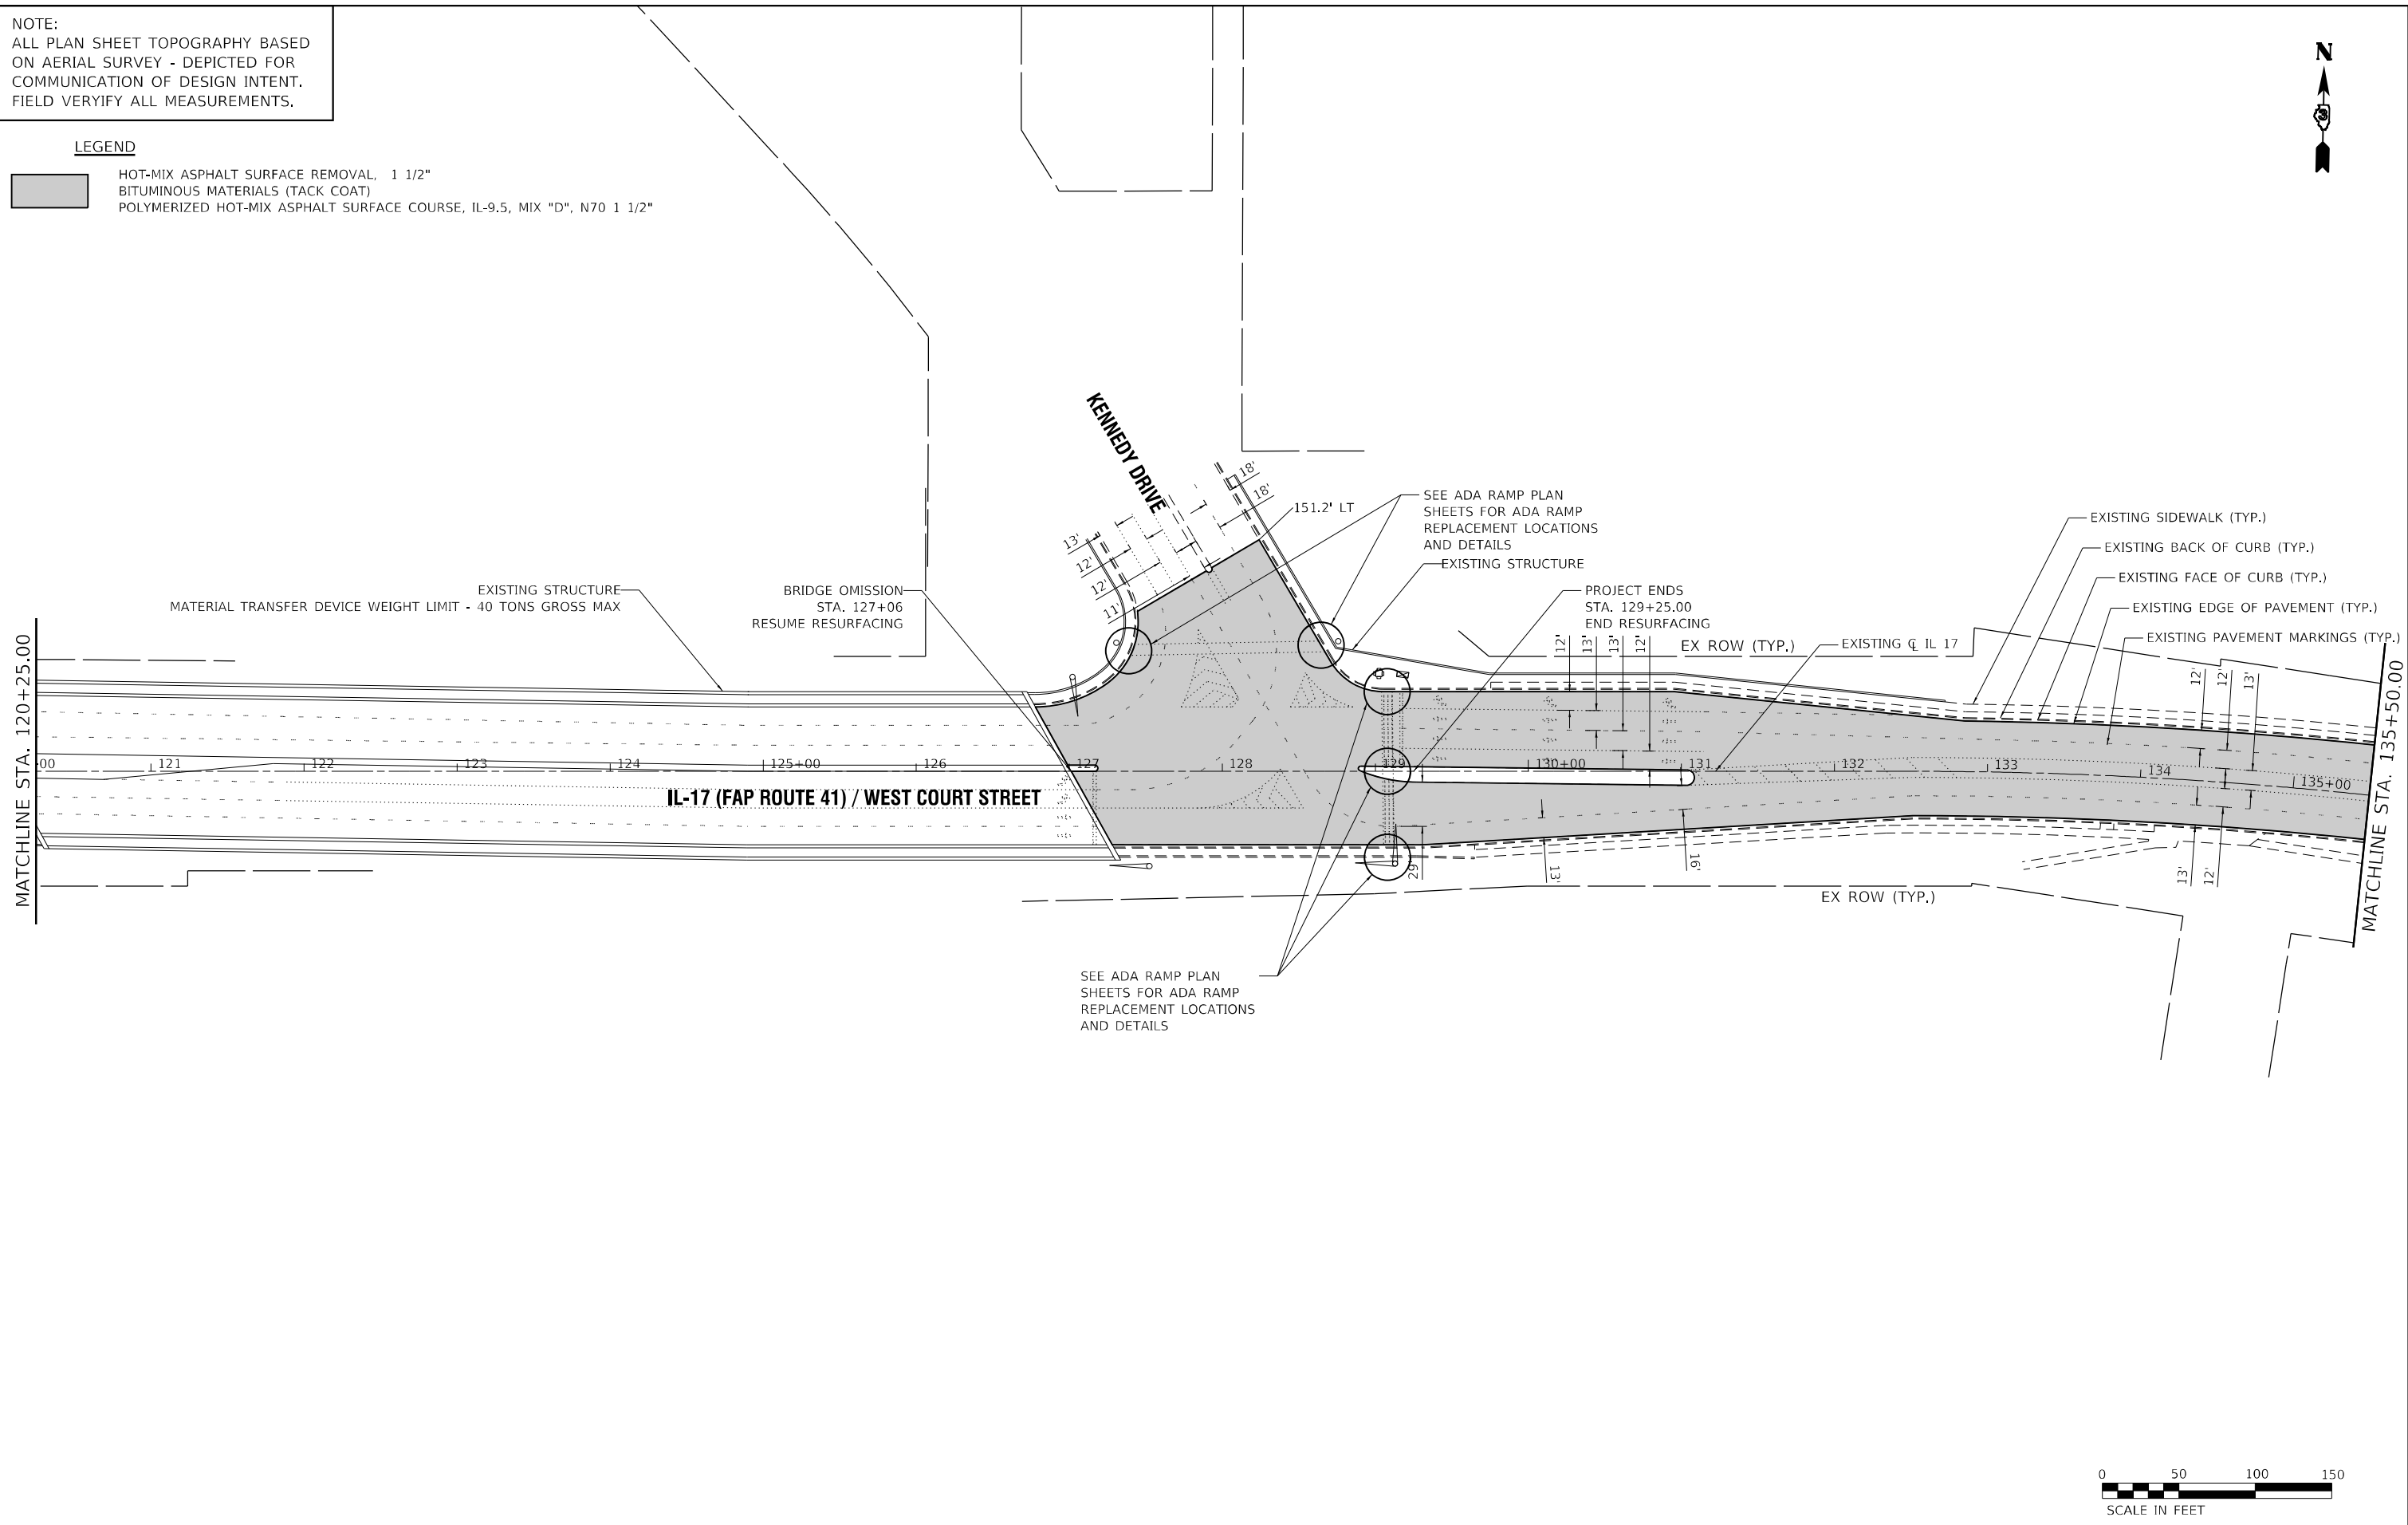 NOTE:
ALL PLAN SHEET TOPOGRAPHY BASED
ON AERIAL SURVEY - DEPICTED FOR
COMMUNICATION OF DESIGN INTENT.
FIELD VERYIFY ALL MEASUREMENTS.
LEGEND
HOT-MIX ASPHALT SURFACE REMOVAL, 1 1/2"
BITUMINOUS MATERIALS (TACK COAT)
POLYMERIZED HOT-MIX ASPHALT SURFACE COURSE, IL-9.5, MIX "D", N70 1 1/2"
N
3
KENNEDY DRIVE
18'
18'
151.2' LT
13'
12'
12'
11'
SEE ADA RAMP PLAN
SHEETS FOR ADA RAMP
REPLACEMENT LOCATIONS
AND DETAILS
EXISTING STRUCTURE
EXISTING SIDEWALK (TYP.)
EXISTING BACK OF CURB (TYP.)
EXISTING FACE OF CURB (TYP.)
EXISTING EDGE OF PAVEMENT (TYP.)
EXISTING PAVEMENT MARKINGS (TYP.)
EXISTING STRUCTURE
MATERIAL TRANSFER DEVICE WEIGHT LIMIT - 40 TONS GROSS MAX
BRIDGE OMISSION
STA. 127+06
RESUME RESURFACING
PROJECT ENDS
STA. 129+25.00
END RESURFACING
12'
13'
13'
12'
EX ROW (TYP.)
EXISTING ℄ IL 17
12'
12'
13'
MATCHLINE STA. 120+25.00
MATCHLINE STA. 135+50.00
00
121
122
123
124
125+00
126
127
128
129
130+00
131
132
133
134
135+00
IL-17 (FAP ROUTE 41) / WEST COURT STREET
29'
13'
16'
13'
12'
EX ROW (TYP.)
SEE ADA RAMP PLAN
SHEETS FOR ADA RAMP
REPLACEMENT LOCATIONS
AND DETAILS
0 50 100 150
SCALE IN FEET